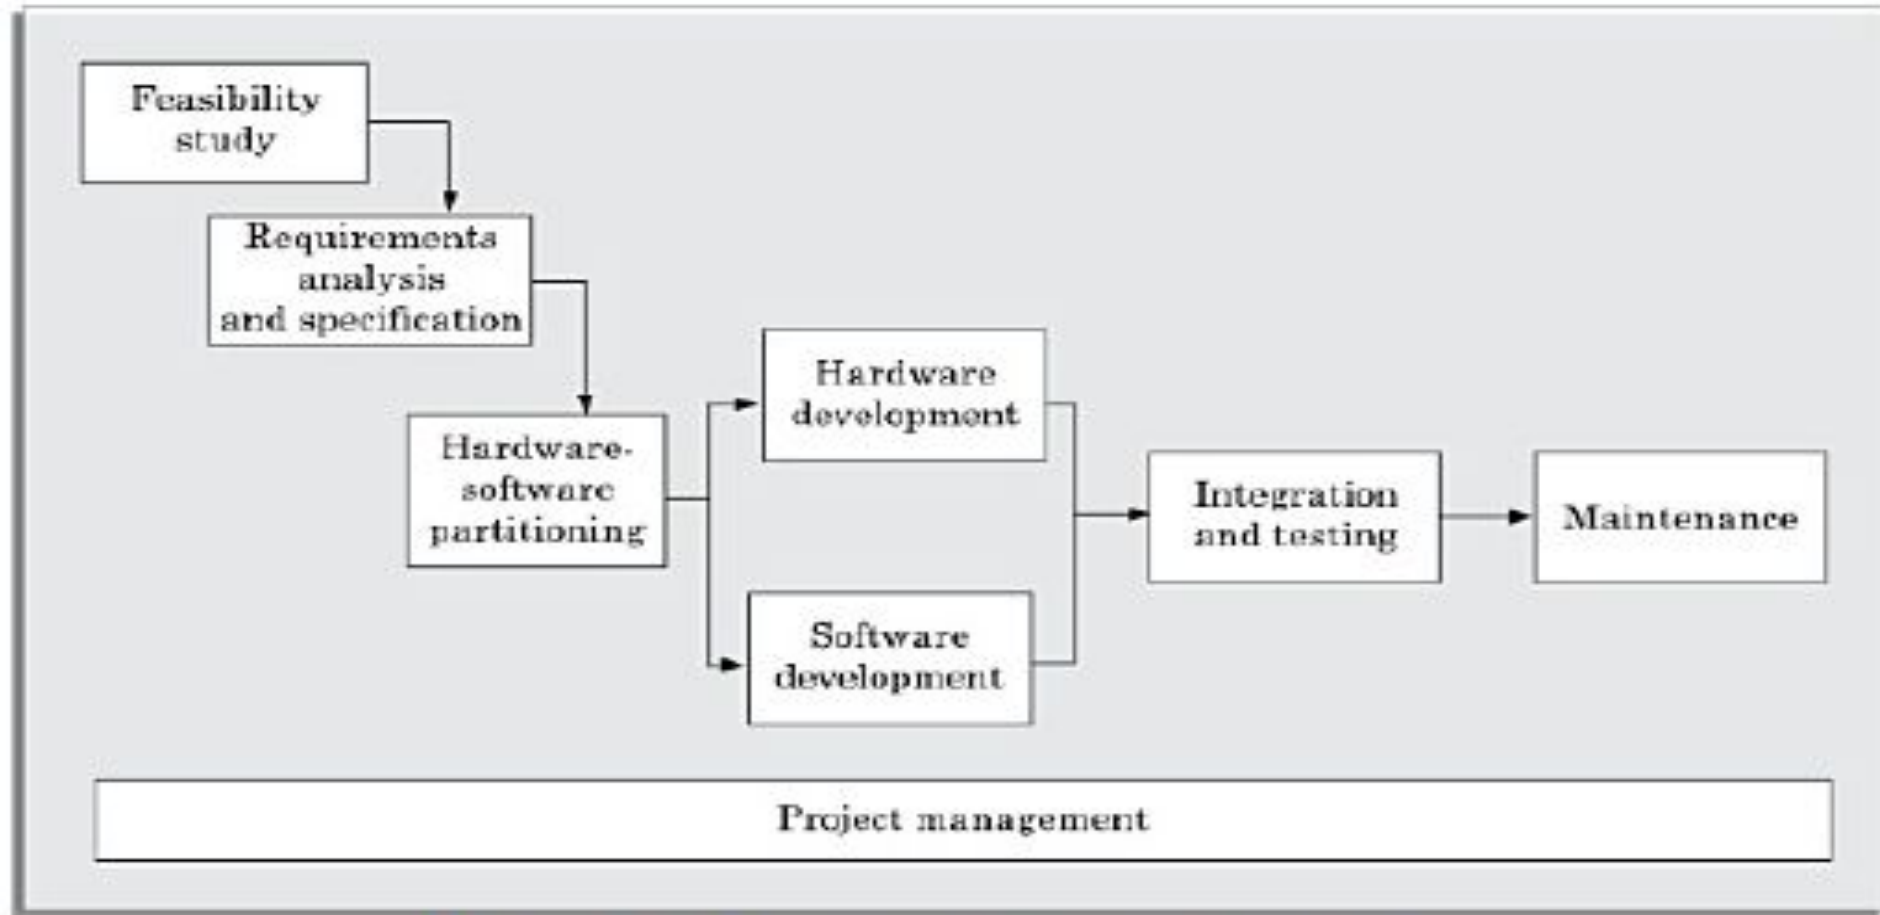 Feasibility
study
Requirements
analysis
and specification
Hardware-
software
partitioning
Hardware
development
Software
development
Integration
and testing
Maintenance
Project management